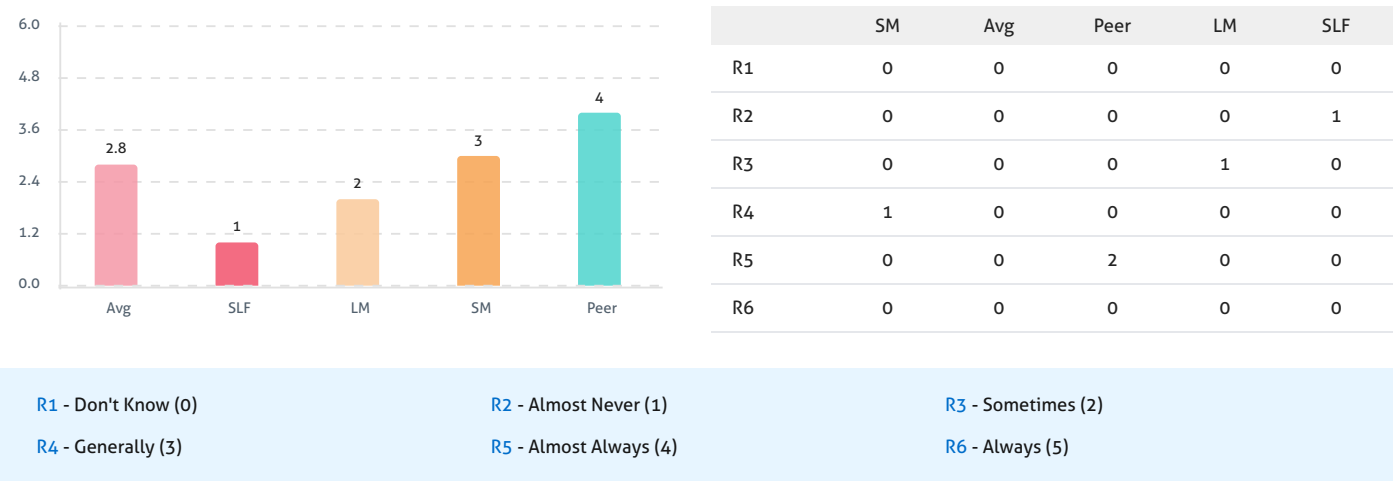 6.0
4.8
3.6
2.4
1.2
0.0
2.8
1
2
3
4
Avg SLF LM SM Peer
SM Avg Peer LM SLF
R1 0 0 0 0 0
R2 0 0 0 0 1
R3 0 0 0 1 0
R4 1 0 0 0 0
R5 0 0 2 0 0
R6 0 0 0 0 0
R1 - Don't Know (0) R2 - Almost Never (1) R3 - Sometimes (2)
R4 - Generally (3) R5 - Almost Always (4) R6 - Always (5)